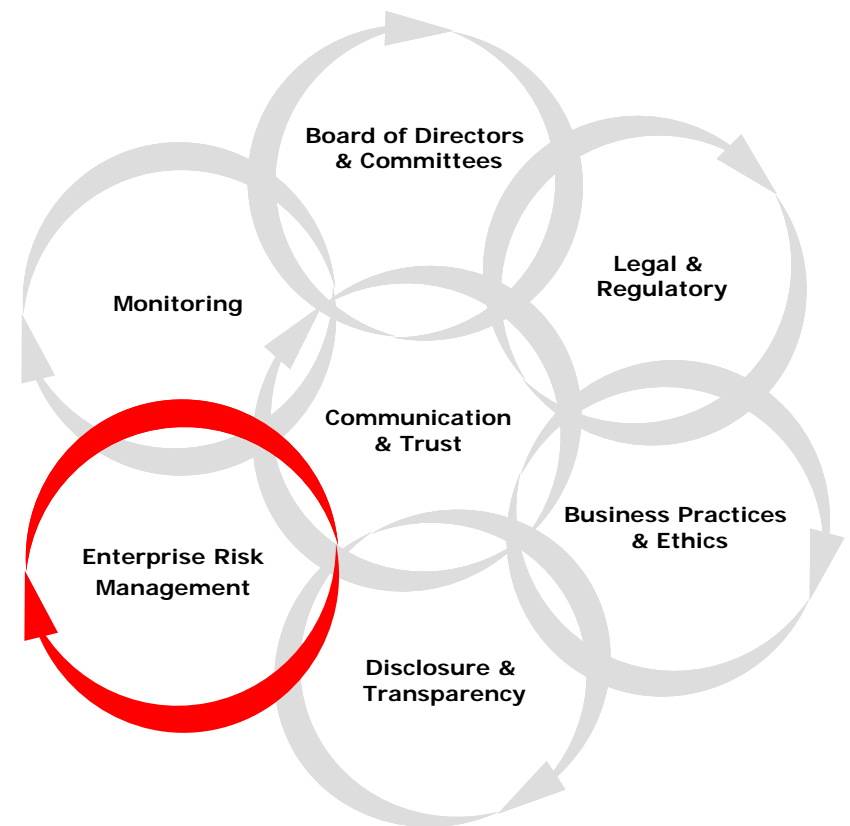 Board of Directors
& Committees
Legal &
Regulatory
Monitoring
Communication
& Trust
Business Practices
& Ethics
Enterprise Risk
Management
Disclosure &
Transparency